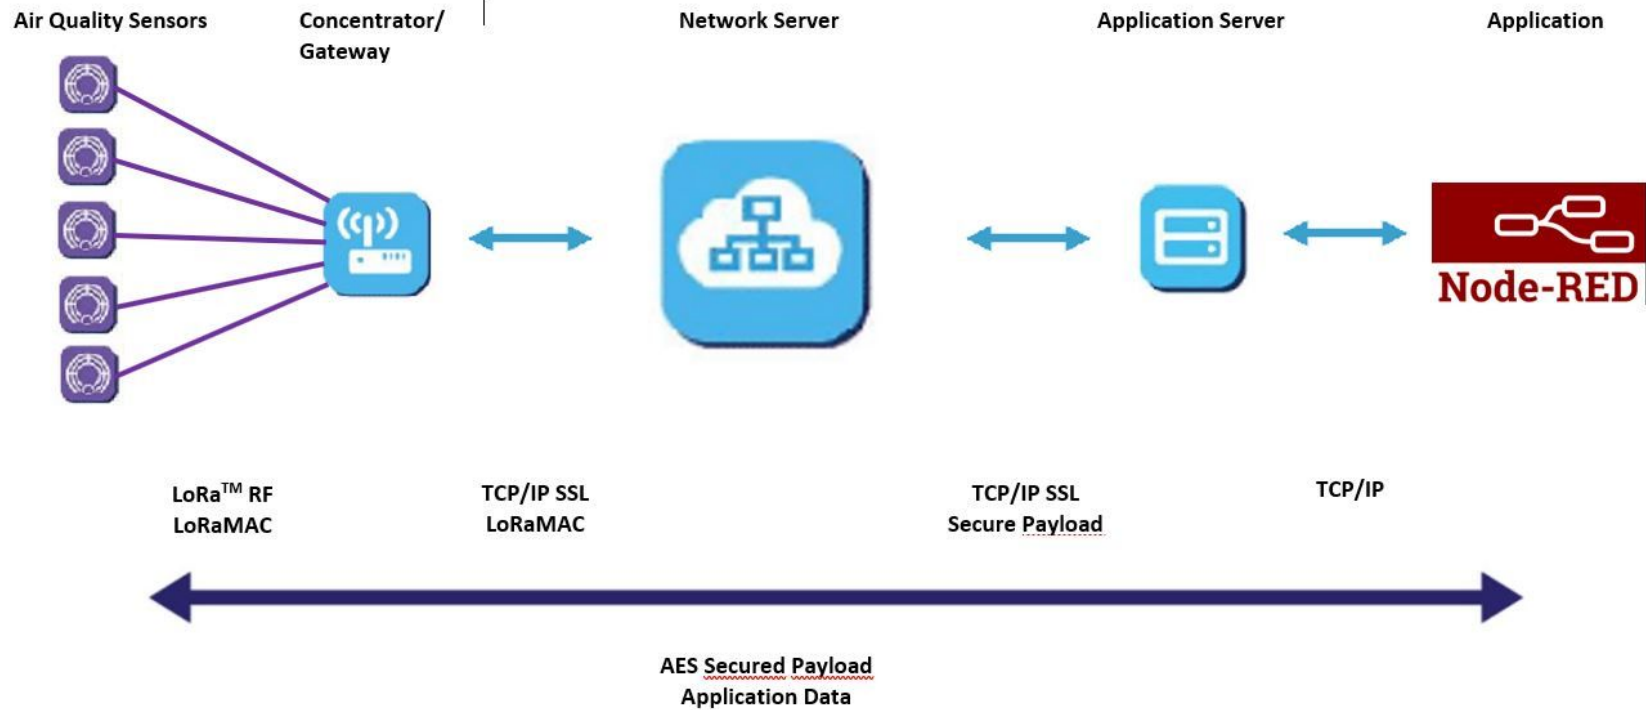 Air Quality Sensors
Concentrator/
Gateway
Network Server
Application Server
Application
Node-RED
LoRa™ RF
LoRaMAC
TCP/IP SSL
LoRaMAC
TCP/IP SSL
Secure Payload
TCP/IP
AES Secured Payload
Application Data